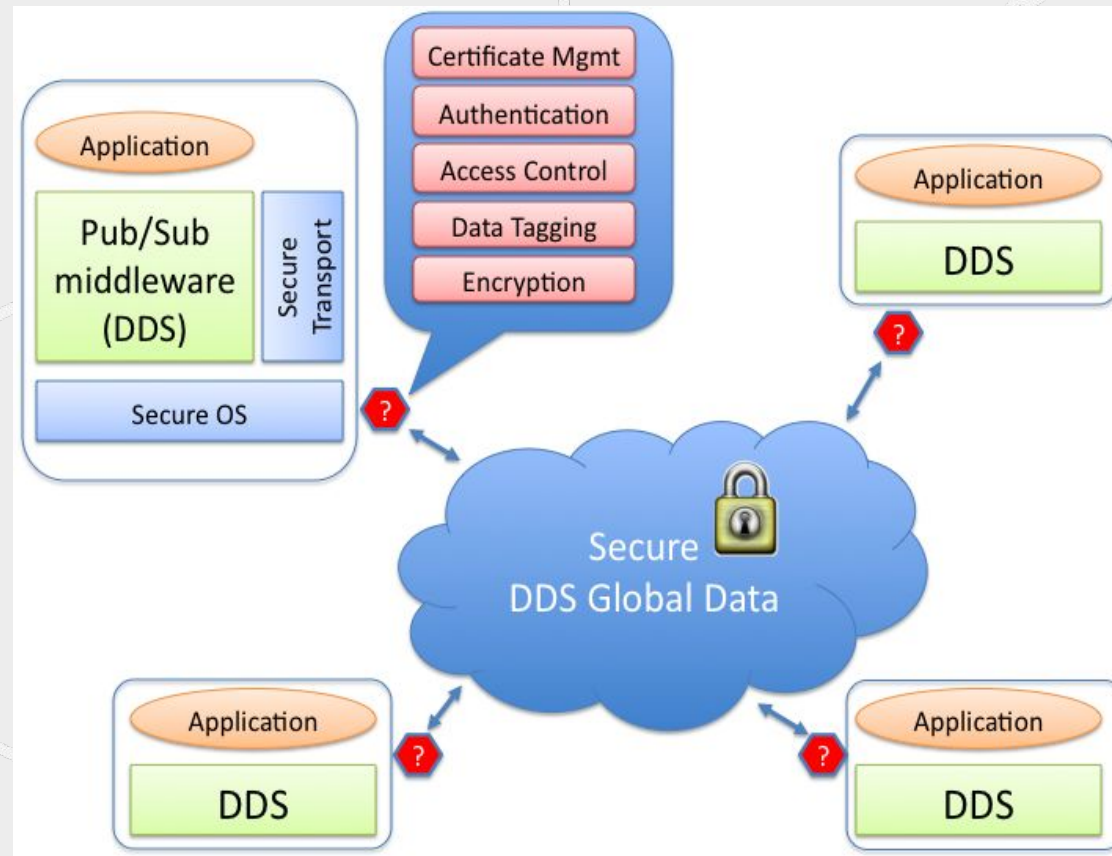 Certificate Mgmt
Authentication
Access Control
Data Tagging
Encryption
Application
Pub/Sub
middleware
(DDS)
Secure
Transport
Secure OS
?
Application
DDS
?
Secure
DDS Global Data
Application
DDS
?
Application
DDS
?